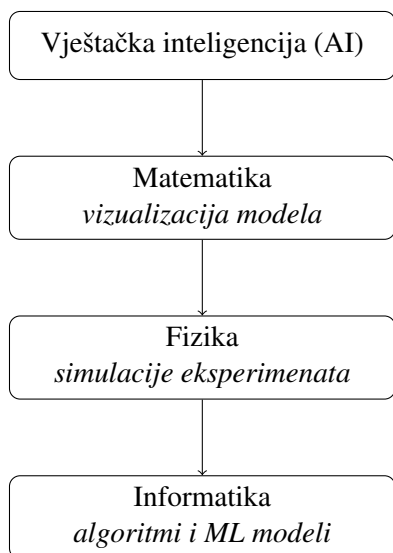 Vještačka inteligencija (AI)
Matematika
vizualizacija modela
Fizika
simulacije eksperimenata
Informatika
algoritmi i ML modeli